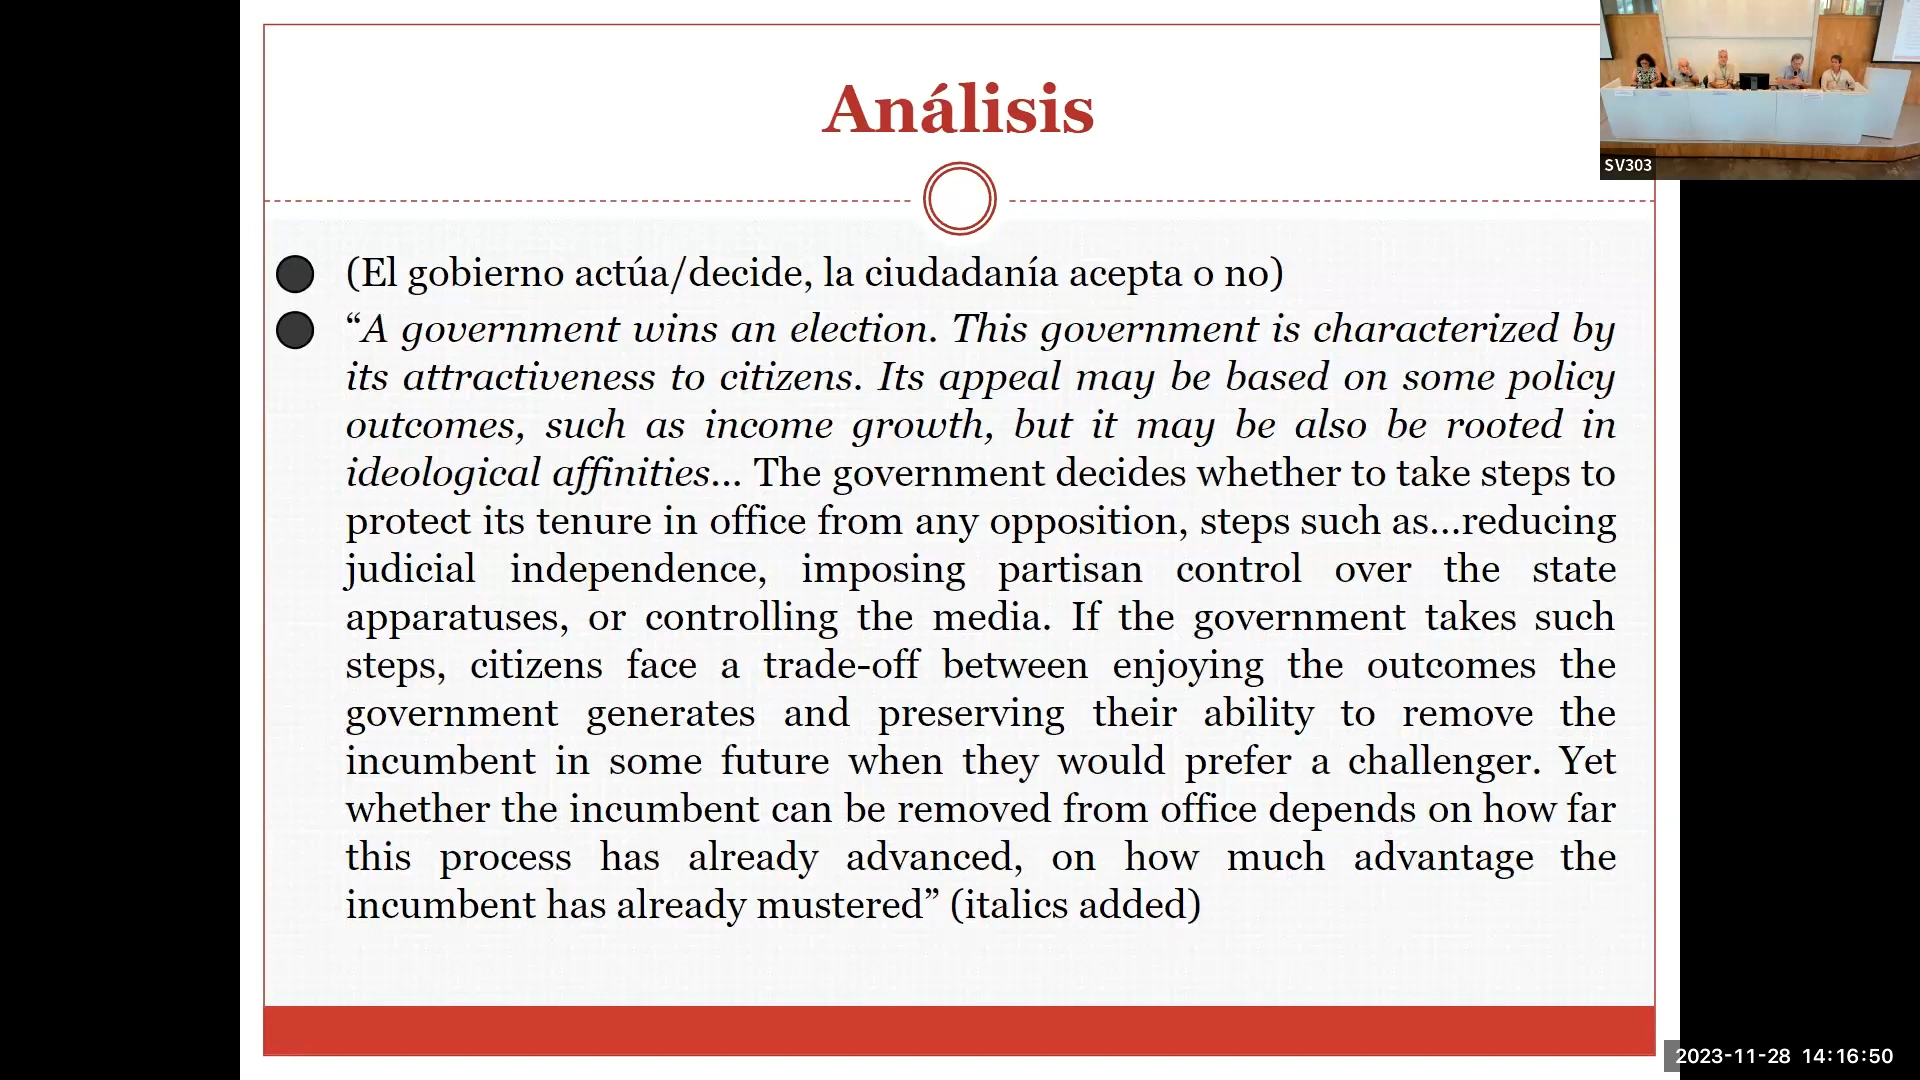 Análisis
SV303
(El gobierno actúa/decide, la ciudadanía acepta o no)
“A government wins an election. This government is characterized by
its attractiveness to citizens. Its appeal may be based on some policy
outcomes, such as income growth, but it may be also be rooted in
ideological affinities... The government decides whether to take steps to
protect its tenure in office from any opposition, steps such as...reducing
judicial independence, imposing partisan control over the state
apparatuses, or controlling the media. If the government takes such
steps, citizens face a trade-off between enjoying the outcomes the
government generates and preserving their ability to remove the
incumbent in some future when they would prefer a challenger. Yet
whether the incumbent can be removed from office depends on how far
this process has already advanced, on how much advantage the
incumbent has already mustered” (italics added)
2023-11-28 14:16:50